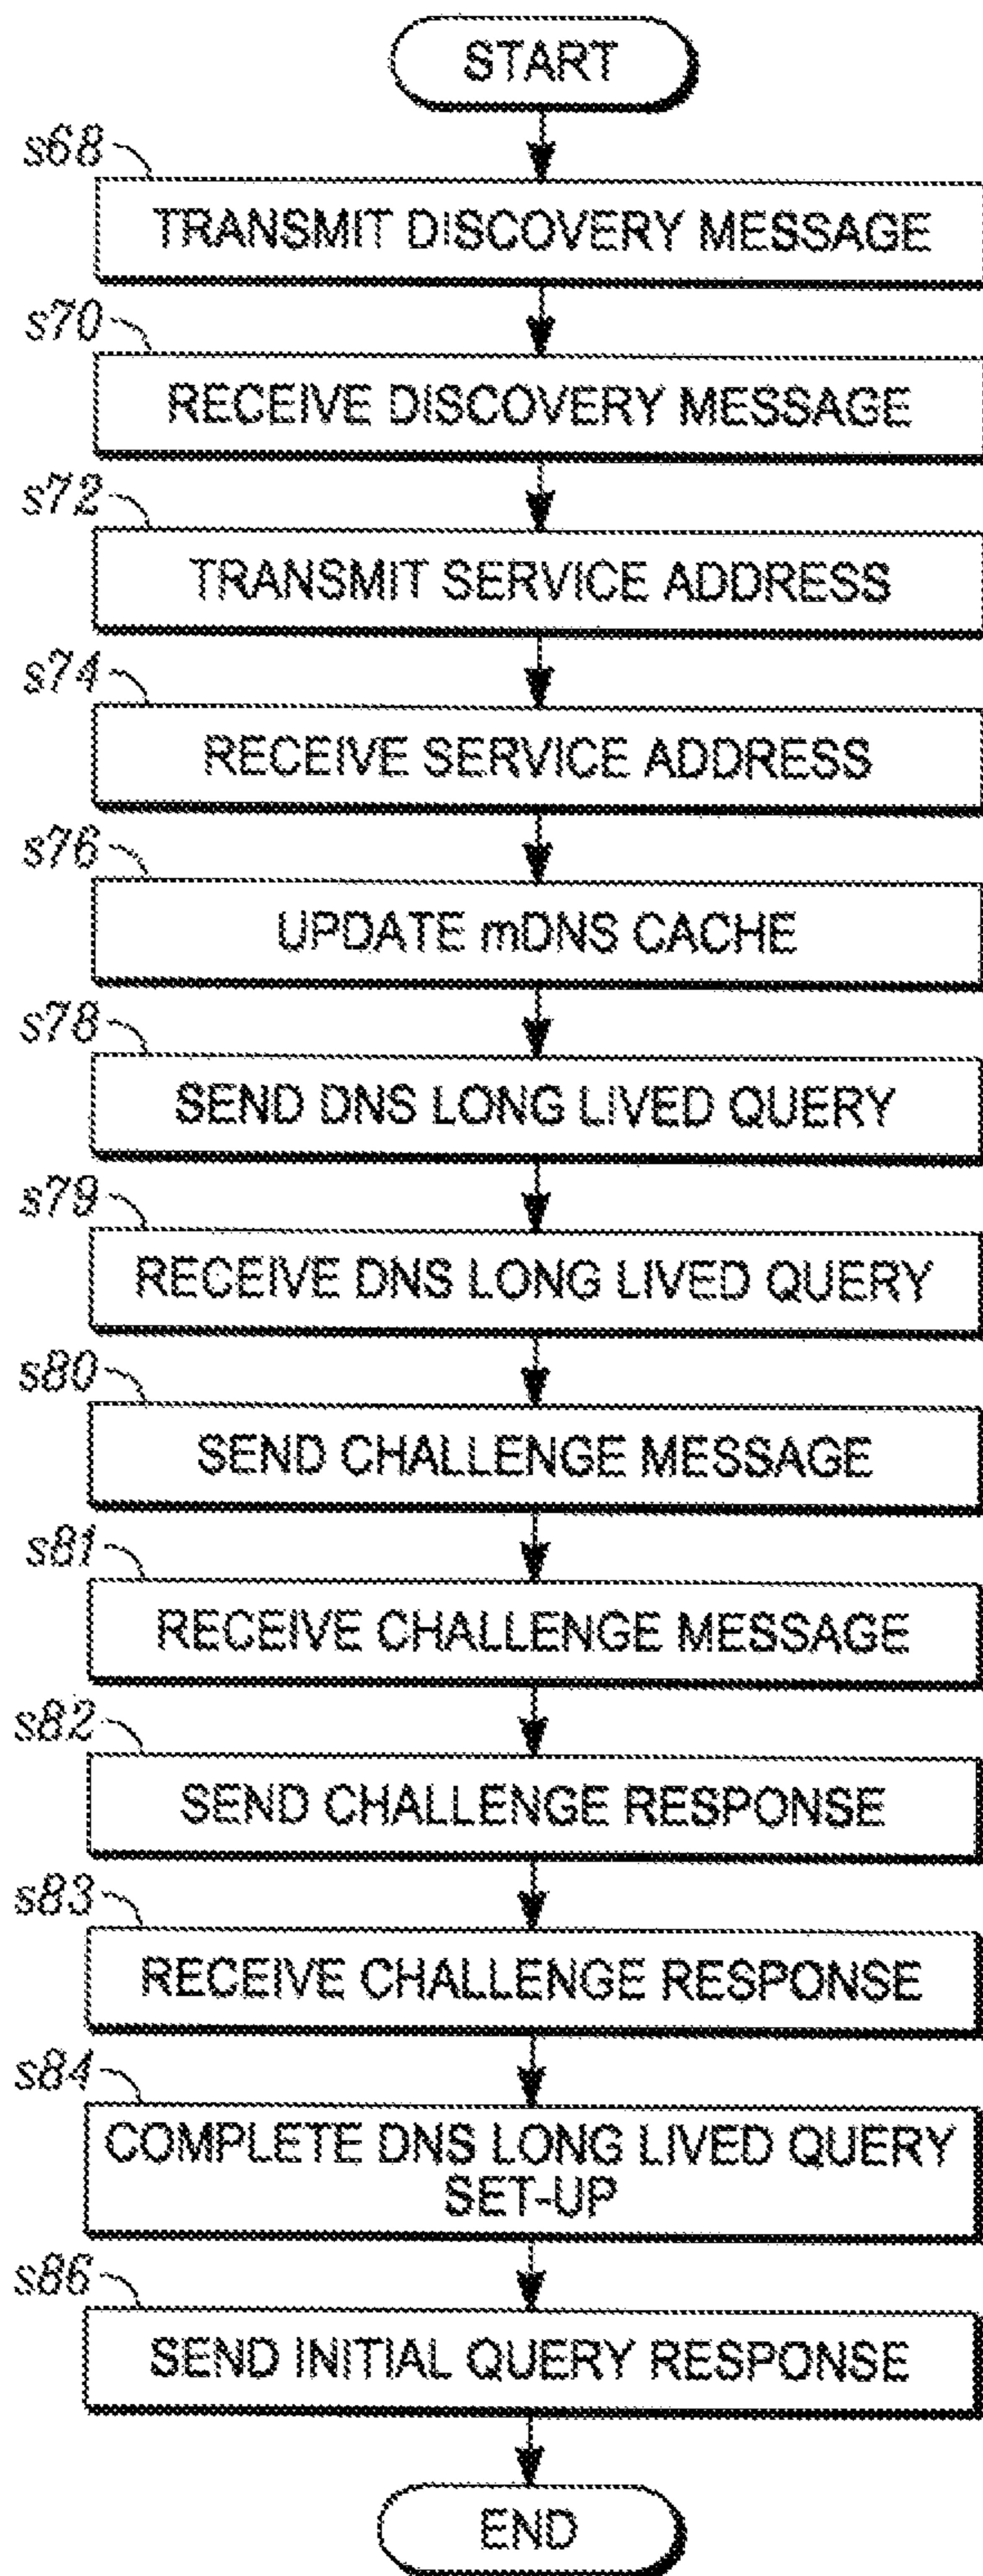 START
s68
TRANSMIT DISCOVERY MESSAGE
s70
RECEIVE DISCOVERY MESSAGE
s72
TRANSMIT SERVICE ADDRESS
s74
RECEIVE SERVICE ADDRESS
s76
UPDATE mDNS CACHE
s78
SEND DNS LONG LIVED QUERY
s79
RECEIVE DNS LONG LIVED QUERY
s80
SEND CHALLENGE MESSAGE
s81
RECEIVE CHALLENGE MESSAGE
s82
SEND CHALLENGE RESPONSE
s83
RECEIVE CHALLENGE RESPONSE
s84
COMPLETE DNS LONG LIVED QUERY
SET-UP
s86
SEND INITIAL QUERY RESPONSE
END